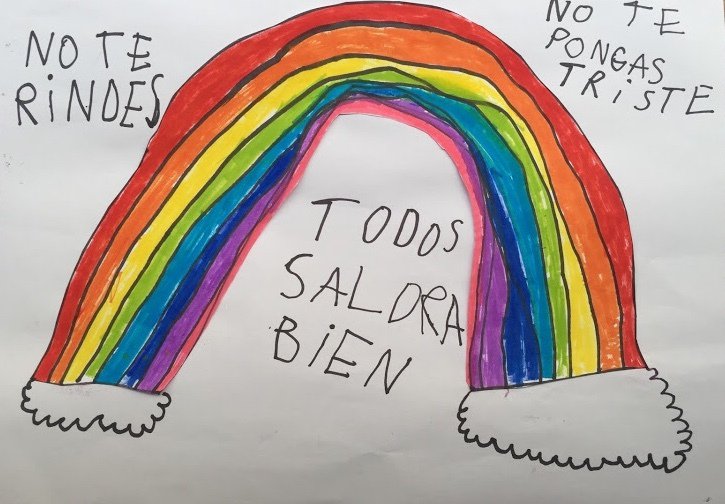 NO TE
RiNDES
NO TE
PONGAS
TRiSTE
TODOS
SALDRA
BiEN